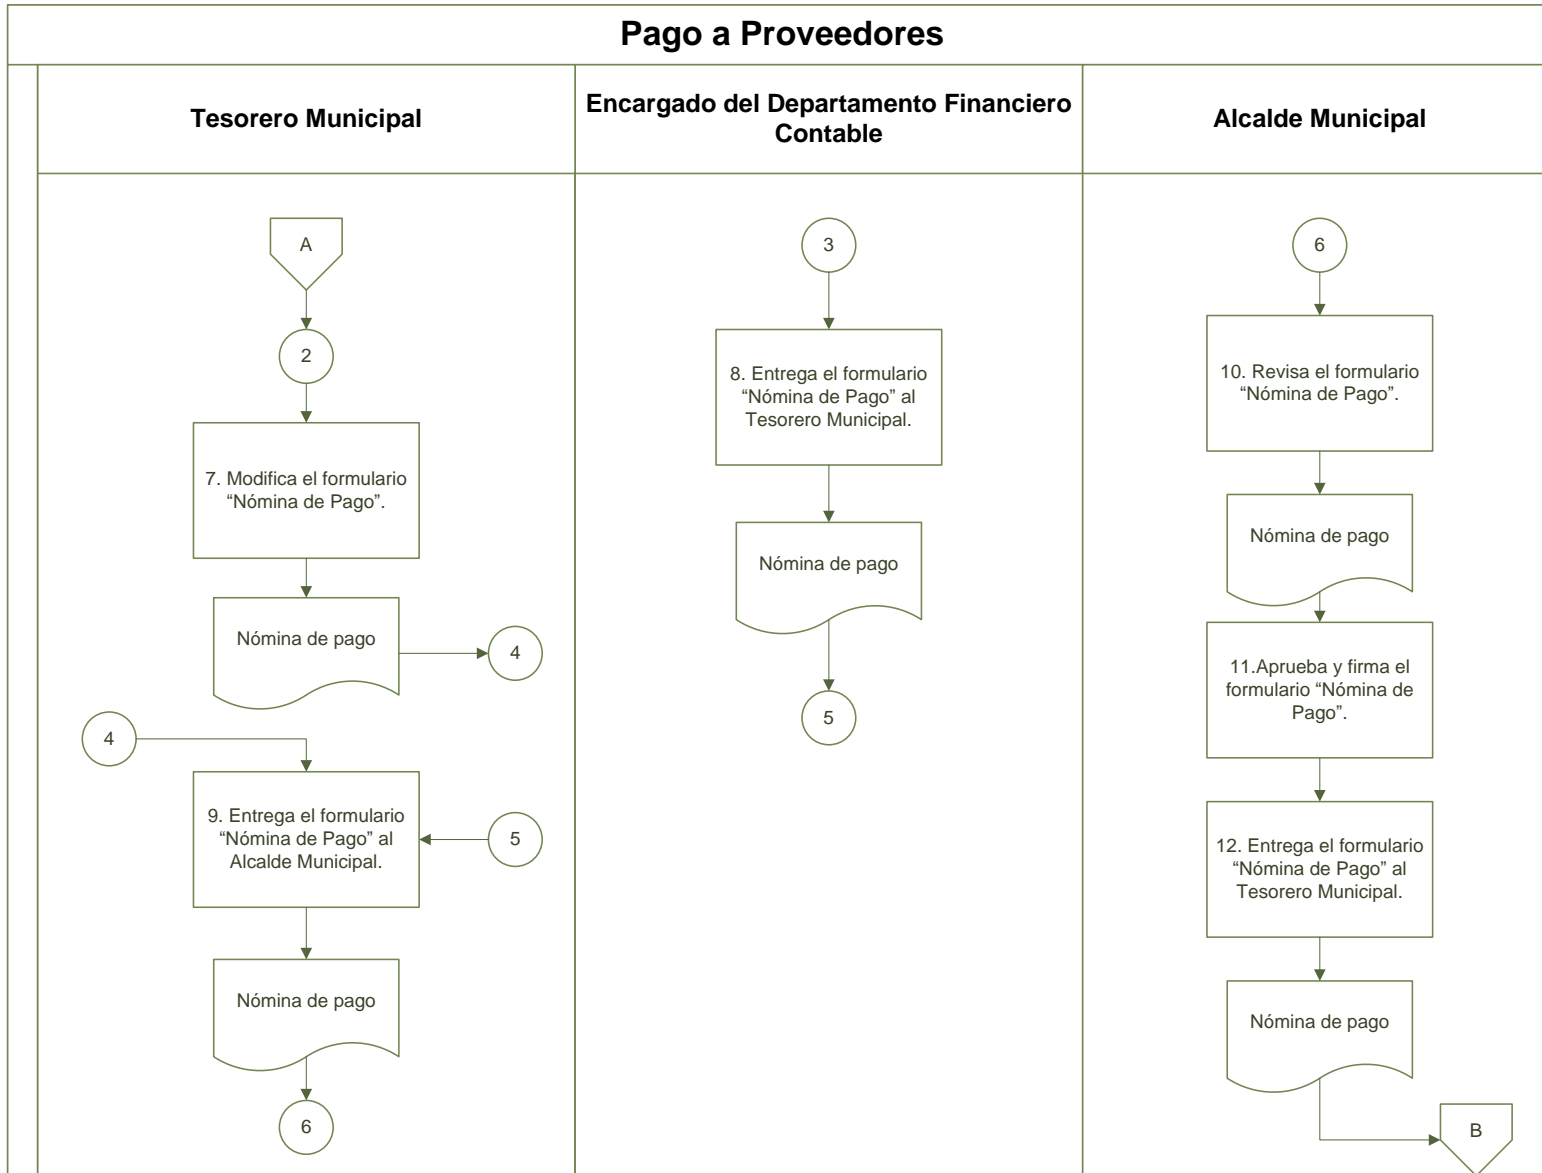 Pago a Proveedores
Tesorero Municipal
Encargado del Departamento Financiero
Contable
Alcalde Municipal
A
2
7. Modifica el formulario
“Nómina de Pago”.
Nómina de pago
4
4
9. Entrega el formulario
“Nómina de Pago” al
Alcalde Municipal.
5
Nómina de pago
6
3
8. Entrega el formulario
“Nómina de Pago” al
Tesorero Municipal.
Nómina de pago
5
6
10. Revisa el formulario
“Nómina de Pago”.
Nómina de pago
11.Aprueba y firma el
formulario “Nómina de
Pago”.
12. Entrega el formulario
“Nómina de Pago” al
Tesorero Municipal.
Nómina de pago
B